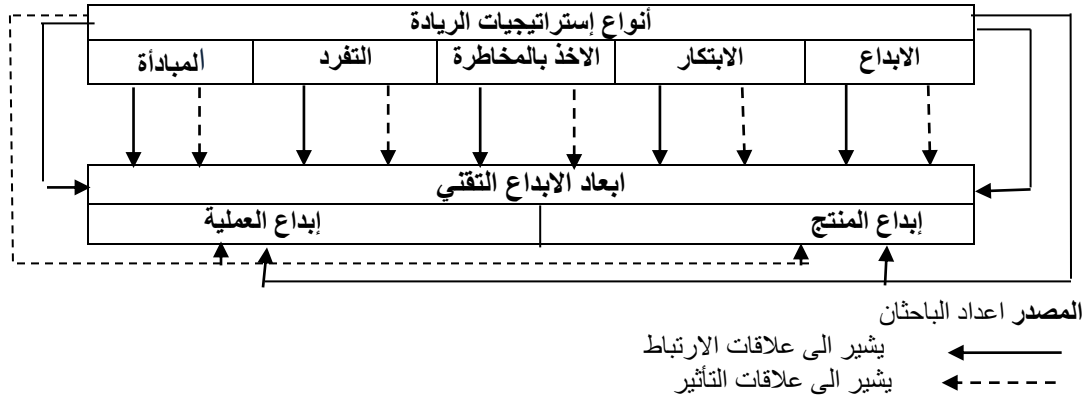 أنواع إستراتيجيات الريادة
الابداع الابتكار الاخذ بالمخاطرة التفرد المبادأة
ابعاد الابداع التقني
إبداع المنتج إبداع العملية
المصدر اعداد الباحثان
يشير الى علاقات الارتباط
يشير الى علاقات التأثير